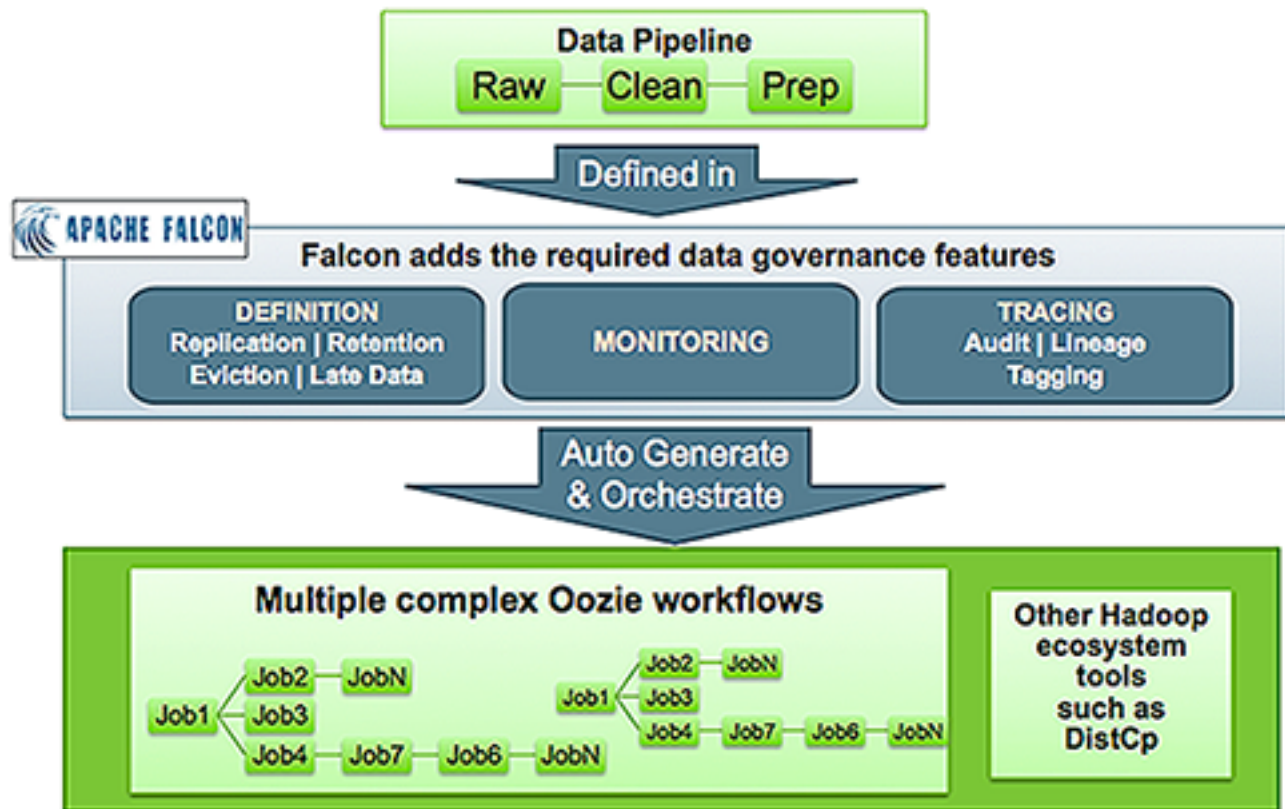 Data Pipeline
Raw Clean Prep
Defined in
APACHE FALCON
Falcon adds the required data governance features
DEFINITION
Replication | Retention
Eviction | Late Data
MONITORING
TRACING
Audit | Lineage
Tagging
Auto Generate
& Orchestrate
Multiple complex Oozie workflows
Job1
Job2 JobN
Job3
Job4 Job7 Job6 JobN
Job1
Job2 JobN
Job3
Job4 Job7 Job6 JobN
Other Hadoop
ecosystem
tools
such as
DistCp